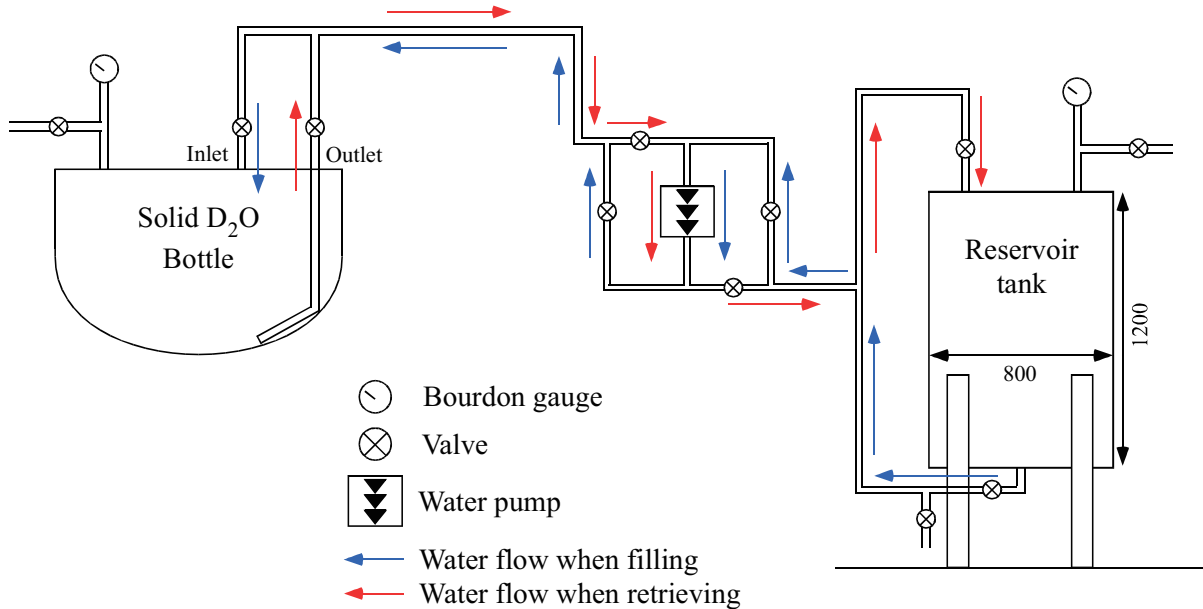 Inlet
Outlet
Solid D₂O
Bottle
Reservoir
tank
1200
800
Bourdon gauge
Valve
Water pump
Water flow when filling
Water flow when retrieving